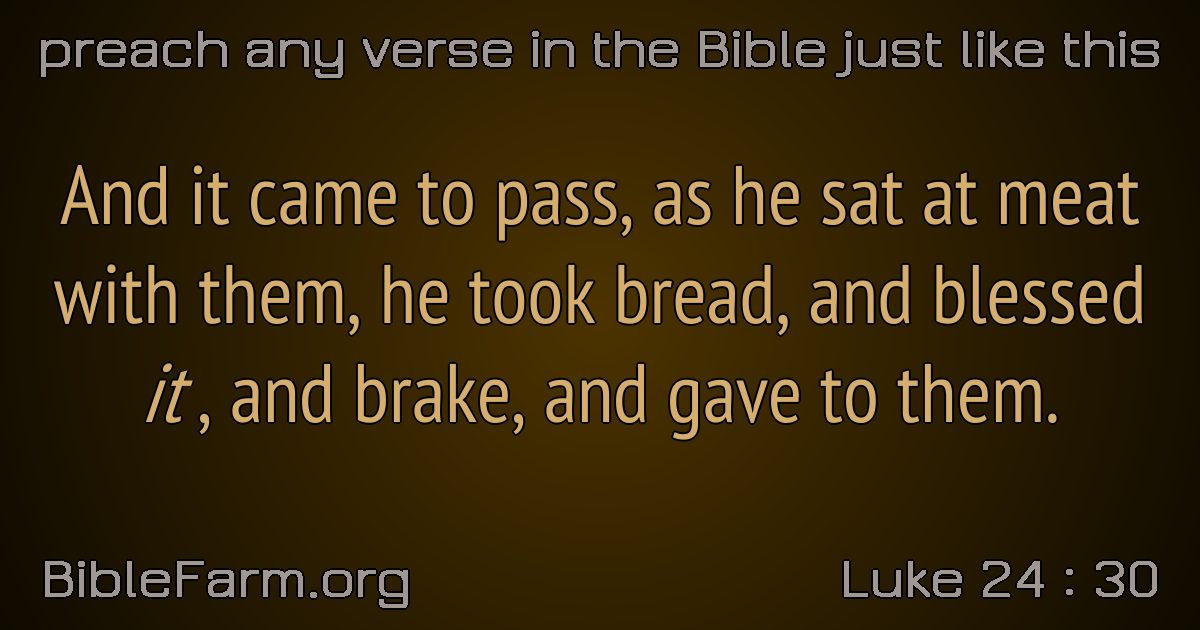 preach any verse in the Bible just like this
And it came to pass, as he sat at meat
with them, he took bread, and blessed
it , and brake, and gave to them.
BibleFarm.org
Luke 24 : 30